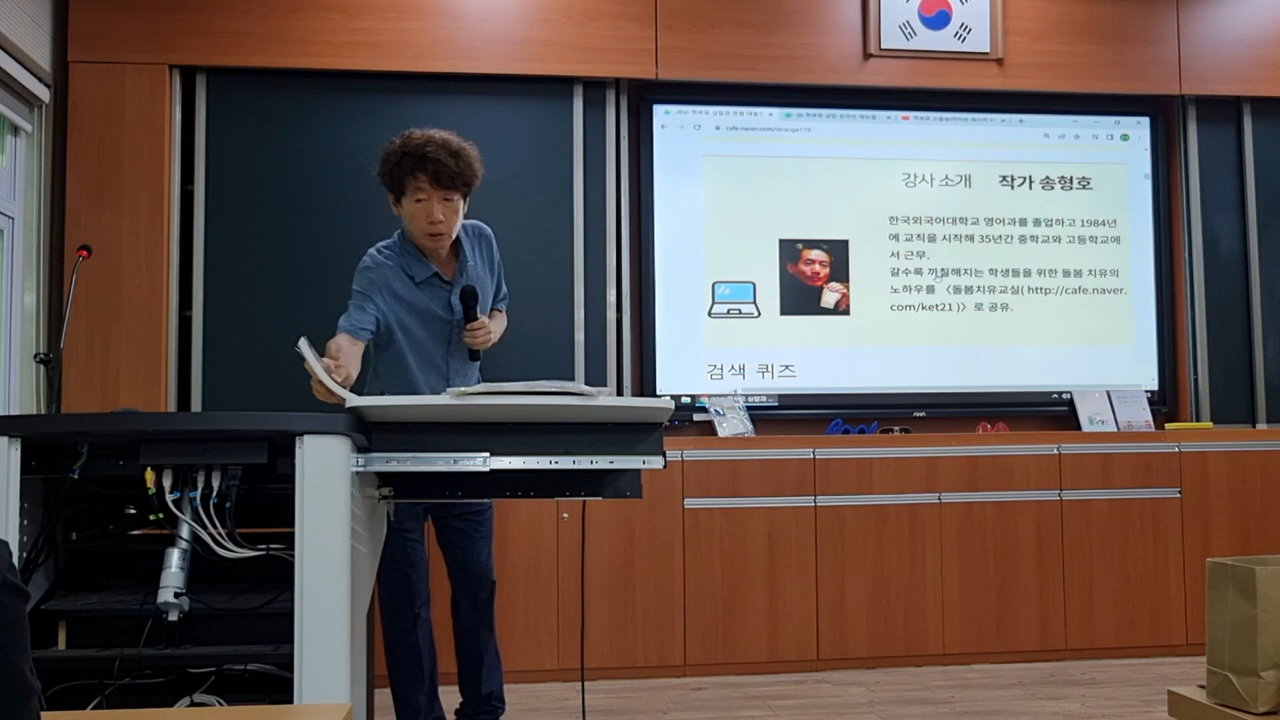 cafe.naver.com/strange119
강사 소개 작가 송형호
한국외국어대학교 영어과를 졸업하고 1984년
에 교직을 시작해 35년간 중학교와 고등학교에
서 근무.
갈수록 까칠해지는 학생들을 위한 돌봄 치유의
노하우를 〈돌봄치유교실( http://cafe.naver.
com/ket21 )〉로 공유.
검색 퀴즈